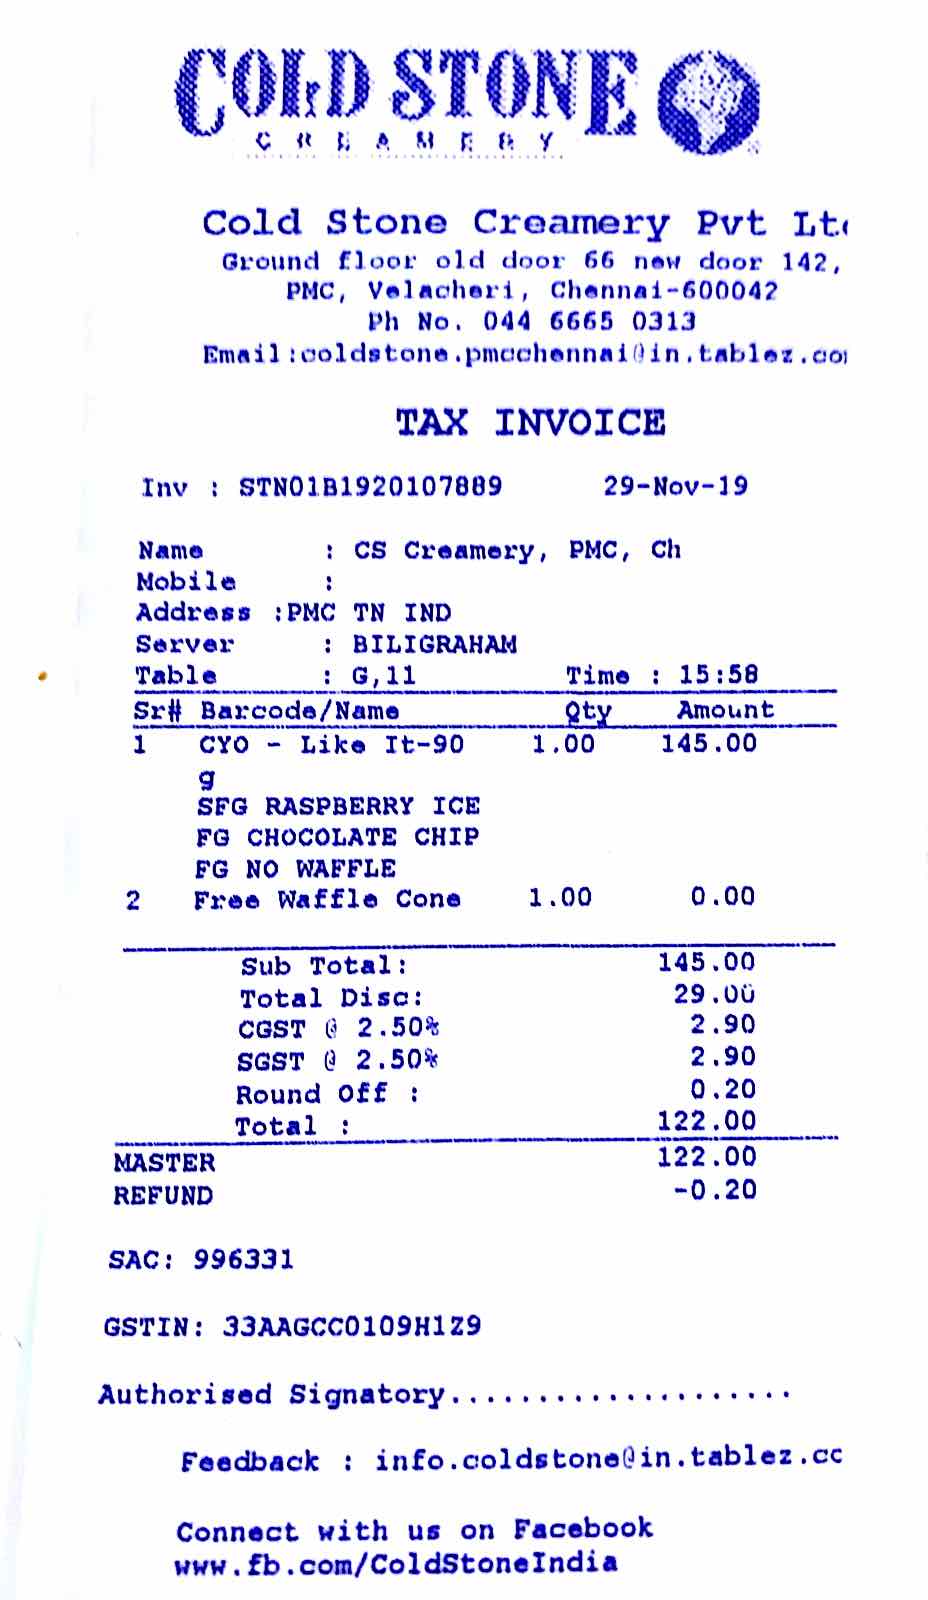 COLD STONE
CREAMERY
Cold Stone Creamery Pvt Lt
Ground floor old door 66 new door 142,
PMC, Velacheri, Chennai-600042
Ph No. 044 6665 0313
Email:coldstone.pmcchennai@in.tablez.co
TAX INVOICE
Inv : STN01B1920107889 29-Nov-19
Name : CS Creamery, PMC, Ch
Mobile :
Address :PMC TN IND
Server : BILIGRAHAM
Table : G,11 Time : 15:58
Sr# Barcode/Name Qty Amount
1 CYO - Like It-90 1.00 145.00
g
SFG RASPBERRY ICE
FG CHOCOLATE CHIP
FG NO WAFFLE
2 Free Waffle Cone 1.00 0.00
Sub Total: 145.00
Total Disc: 29.00
CGST @ 2.50% 2.90
SGST @ 2.50% 2.90
Round Off : 0.20
Total : 122.00
MASTER 122.00
REFUND -0.20
SAC: 996331
GSTIN: 33AAGCC0109H1Z9
Authorised Signatory....................
Feedback : info.coldstone@in.tablez.cc
Connect with us on Facebook
www.fb.com/ColdStoneIndia